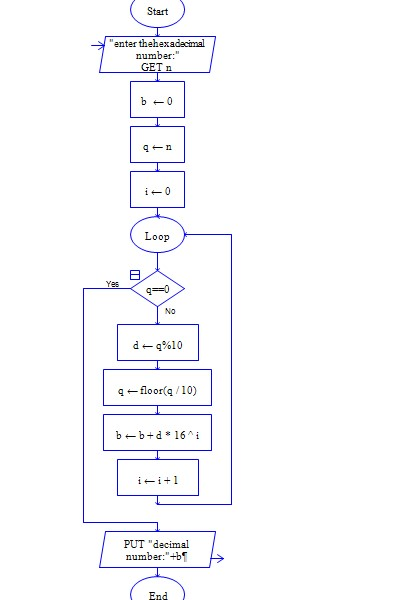 Start
"enter thehexadecimal
number:"
GET n
b ← 0
q ← n
i ← 0
Loop
q==0
Yes
No
d ← q%10
q ← floor(q / 10)
b ← b + d * 16 ^ i
i ← i + 1
PUT "decimal
number:"+b¶
End